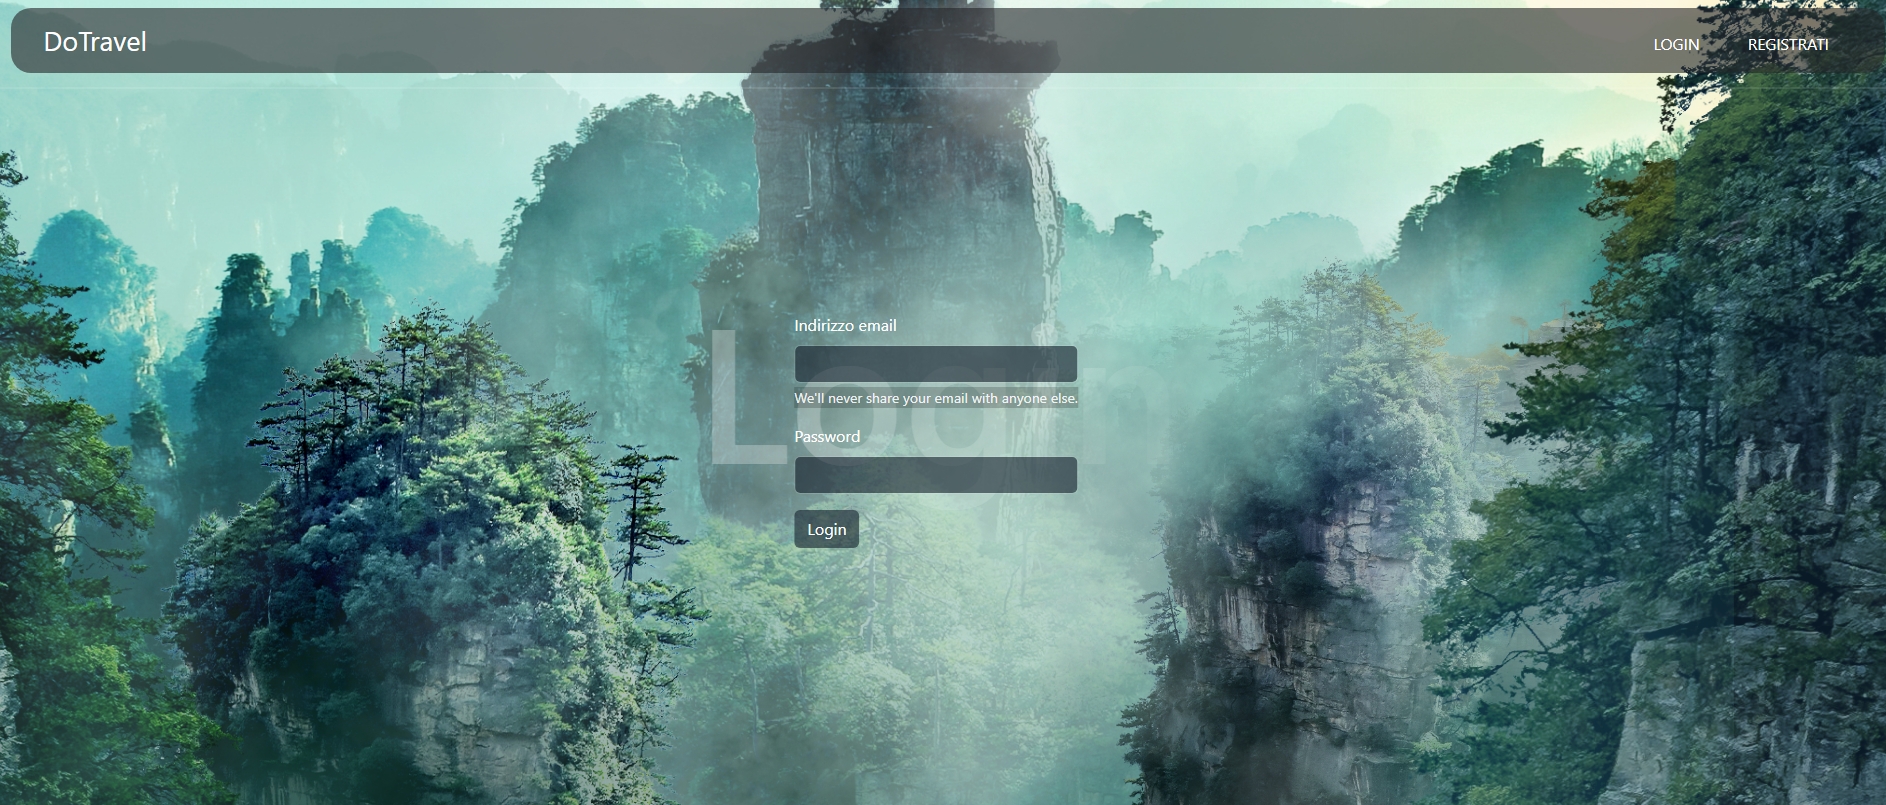 DoTravel
LOGIN REGISTRATI
Login
Indirizzo email
We'll never share your email with anyone else.
Password
Login